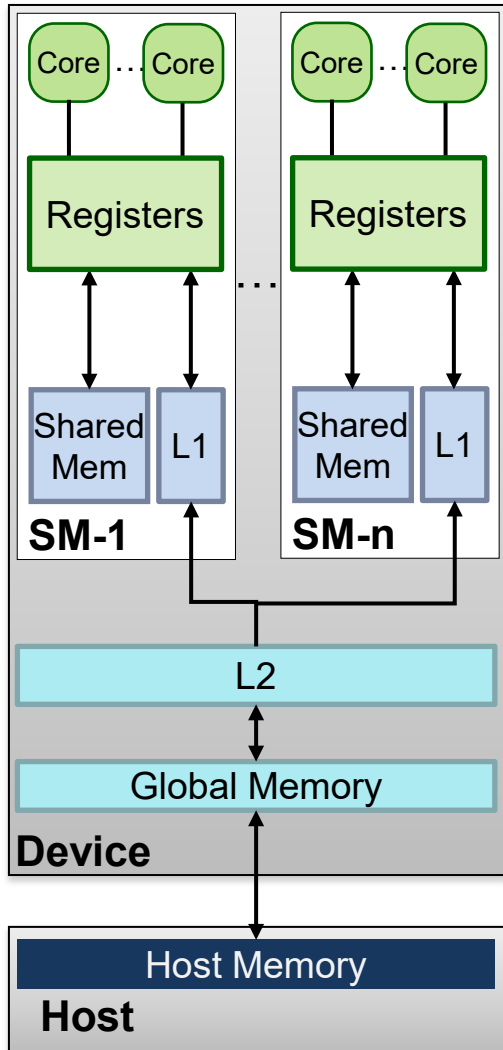 Core ... Core
Registers
Shared
Mem
L1
SM-1
...
Core ... Core
Registers
Shared
Mem
L1
SM-n
L2
Global Memory
Device
Host Memory
Host